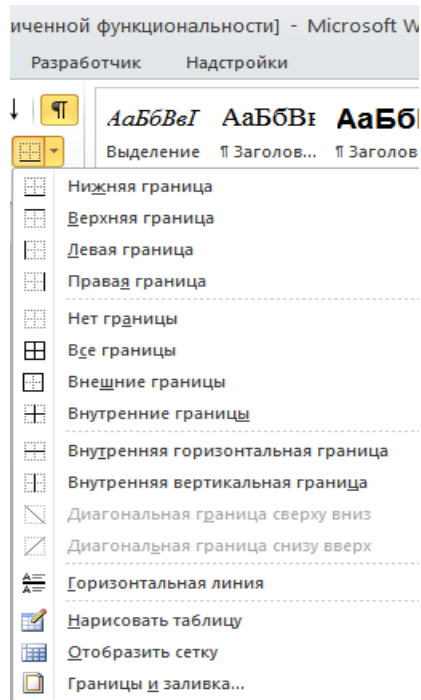 иченной функциональности] - Microsoft W
Разработчик Надстройки
АаБбВвГ АаБбВı АаБбІ
Выделение ¶ Заголов... ¶ Заголов
Нижняя граница
Верхняя граница
Левая граница
Правая граница
Нет границы
Все границы
Внешние границы
Внутренние границы
Внутренняя горизонтальная граница
Внутренняя вертикальная граница
Диагональная граница сверху вниз
Диагональная граница снизу вверх
Горизонтальная линия
Нарисовать таблицу
Отобразить сетку
Границы и заливка...